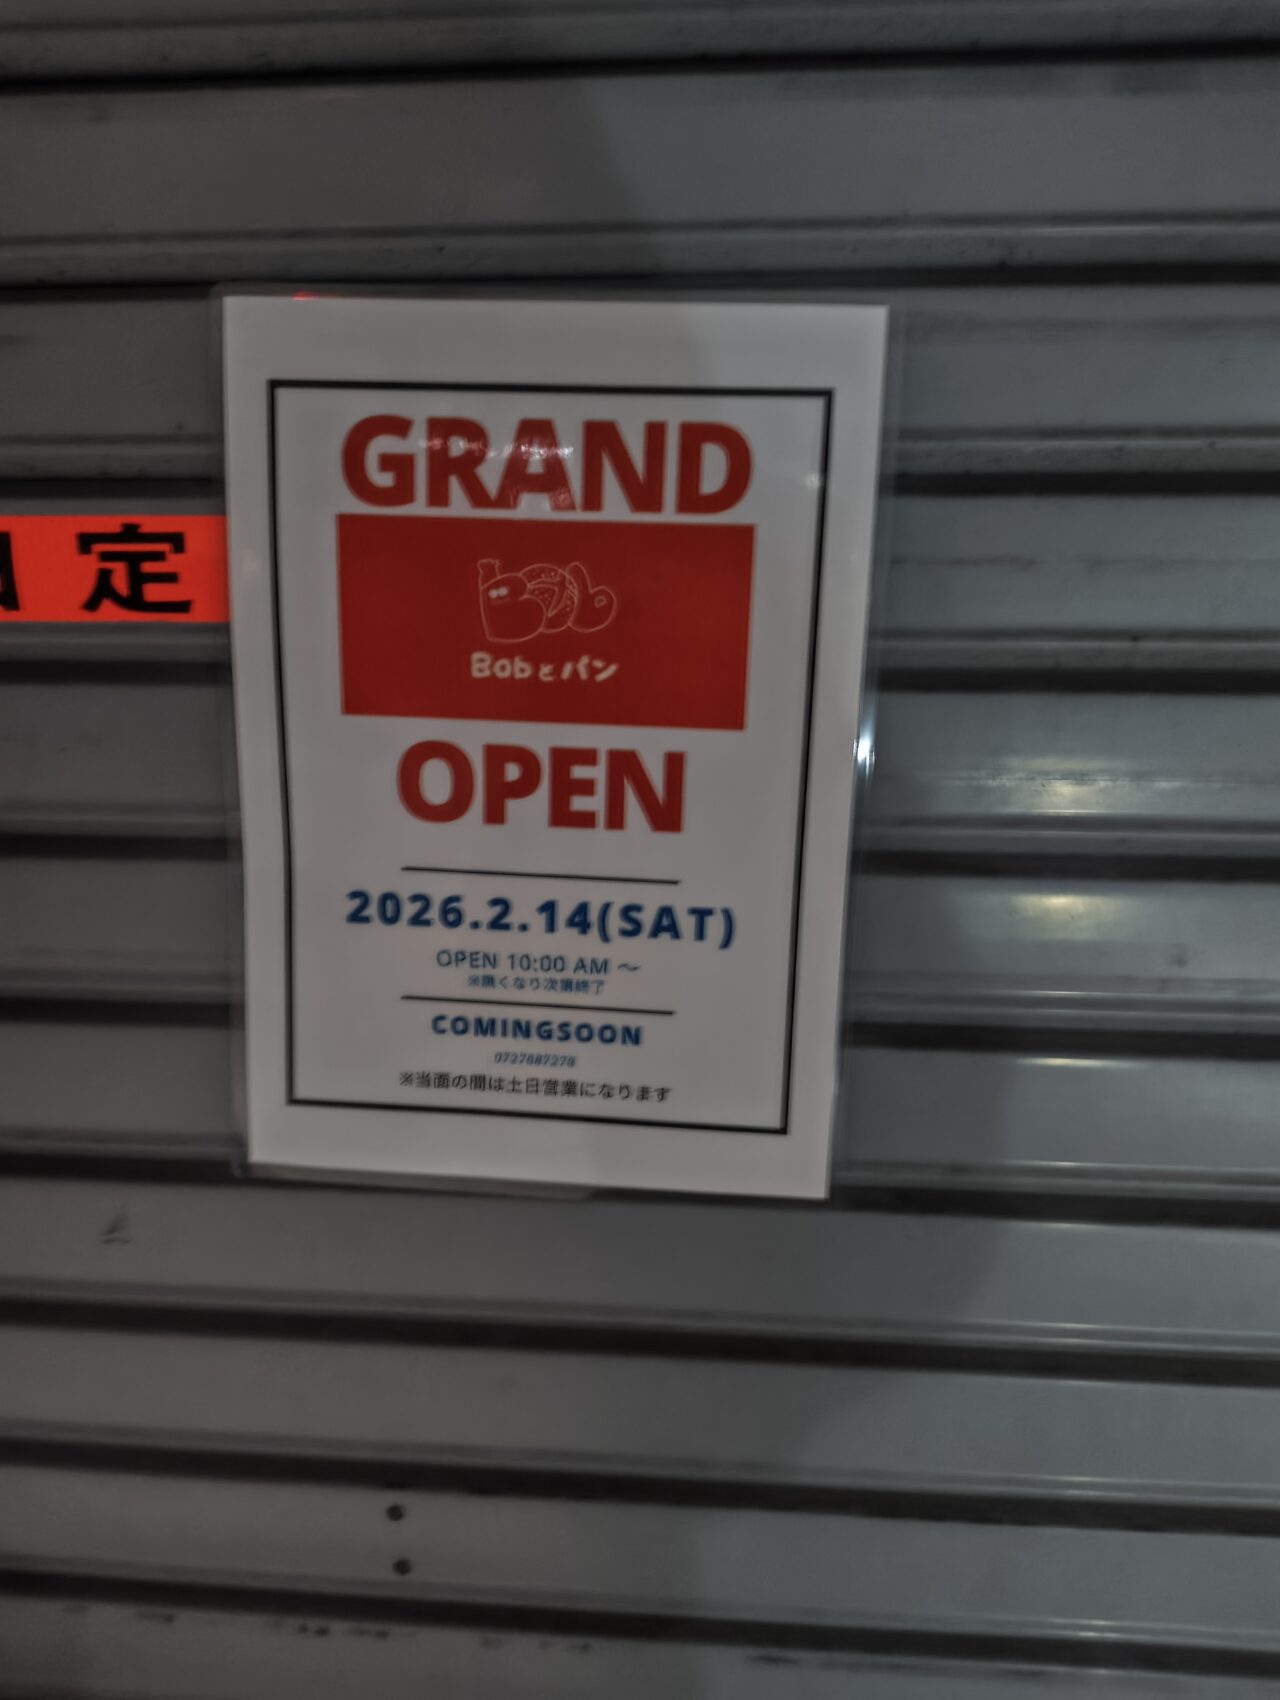 定
GRAND
Bob
Bobとパン
OPEN
2026.2.14(SAT)
OPEN 10:00 AM ～
※無くなり次第終了
COMINGSOON
※当面の間は土日営業になります